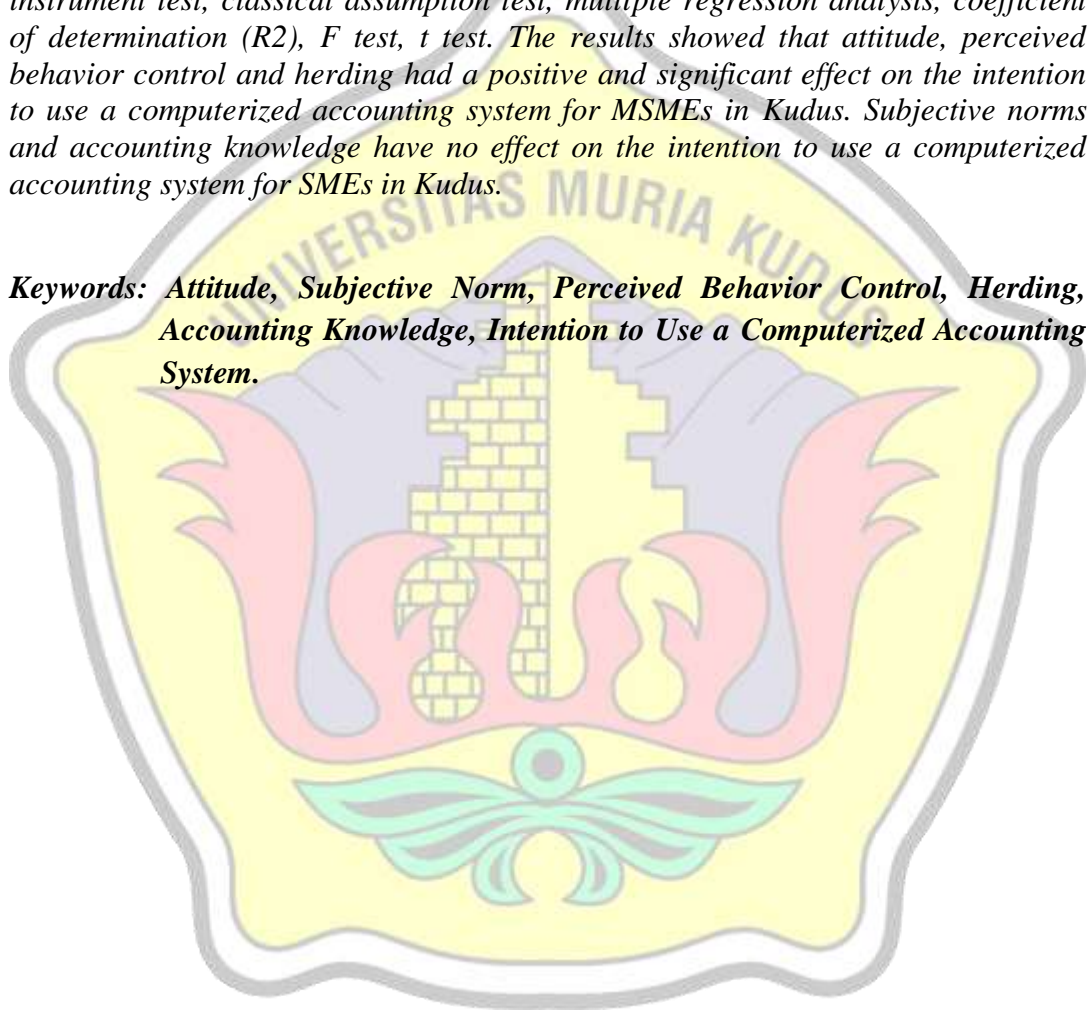 instrument test, classical assumption test, multiple regression analysis, coefficient
of determination (R2), F test, t test. The results showed that attitude, perceived
behavior control and herding had a positive and significant effect on the intention
to use a computerized accounting system for MSMEs in Kudus. Subjective norms
and accounting knowledge have no effect on the intention to use a computerized
accounting system for SMEs in Kudus.
UNIVERSITAS MURIA KUDUS
Keywords: Attitude, Subjective Norm, Perceived Behavior Control, Herding,
Accounting Knowledge, Intention to Use a Computerized Accounting
System.